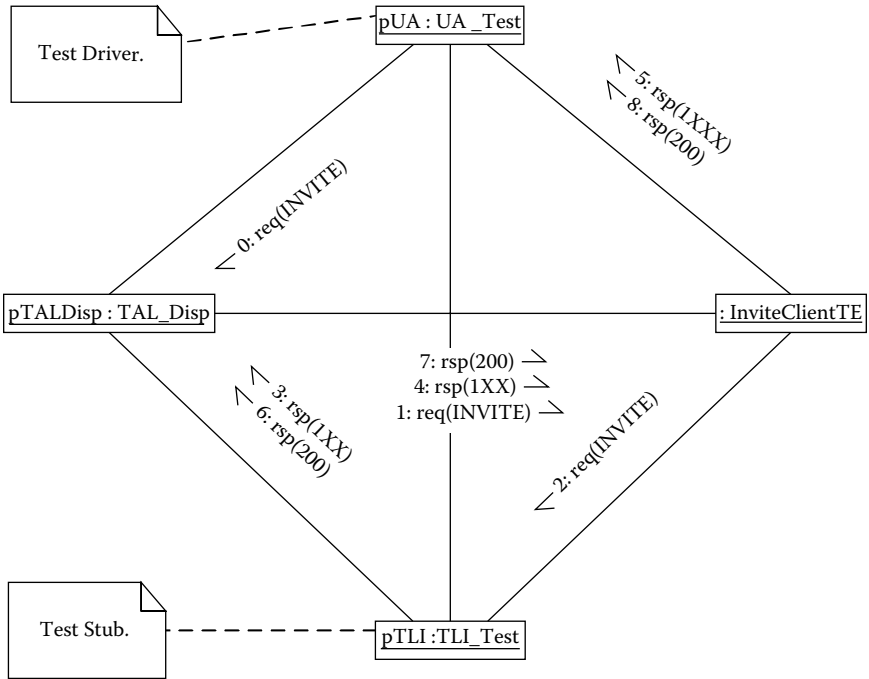 pUA : UA _Test
Test Driver.
5: rsp(1XXX)
8: rsp(200)
0: req(INVITE)
pTALDisp : TAL_Disp
: InviteClientTE
7: rsp(200)
4: rsp(1XX)
1: req(INVITE)
3: rsp(1XX)
6: rsp(200)
2: req(INVITE)
Test Stub.
pTLI :TLI_Test